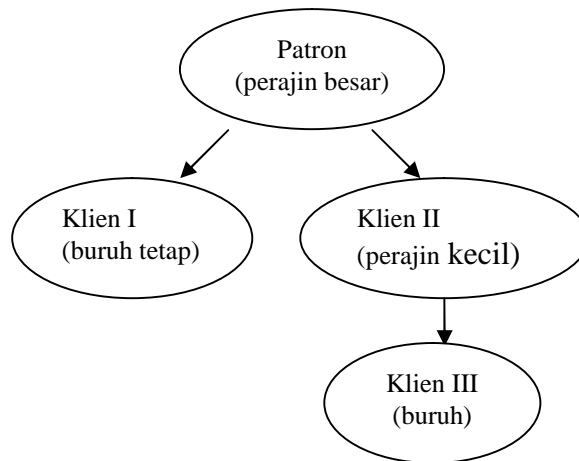 Patron
(perajin besar)
Klien I
(buruh tetap)
Klien II
(perajin kecil)
Klien III
(buruh)